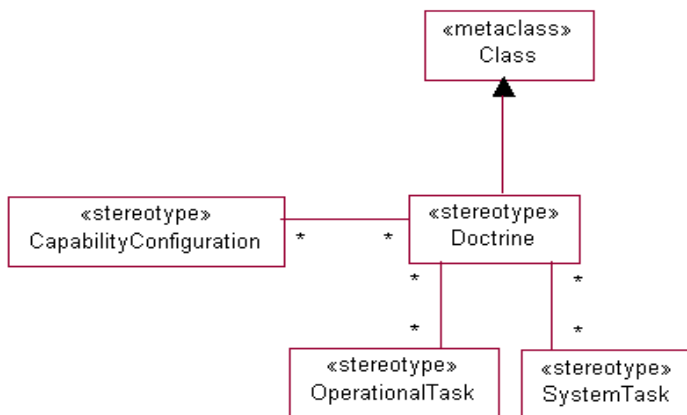 «metaclass»
Class
«stereotype»
CapabilityConfiguration
«stereotype»
Doctrine
* *
* *
* *
«stereotype»
OperationalTask
«stereotype»
SystemTask